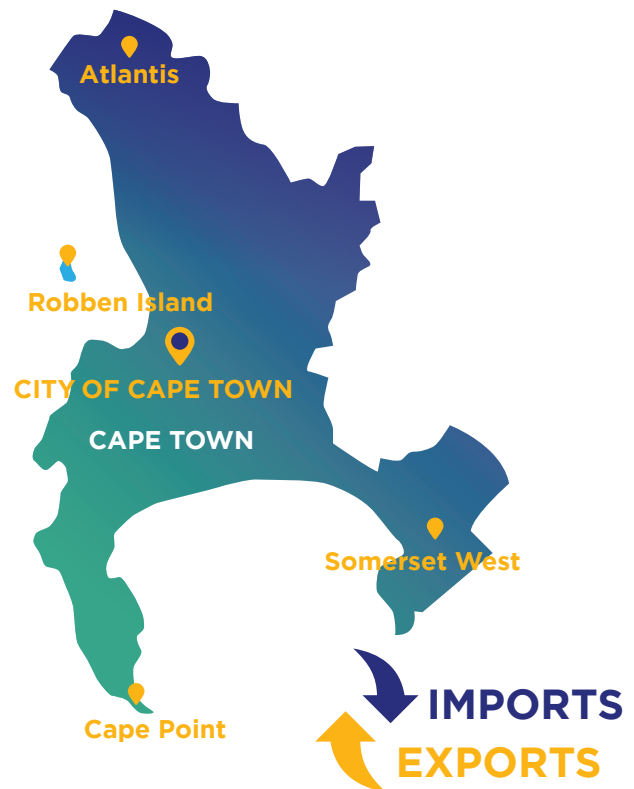 Atlantis
Robben Island
CITY OF CAPE TOWN
CAPE TOWN
Somerset West
Cape Point
IMPORTS
EXPORTS